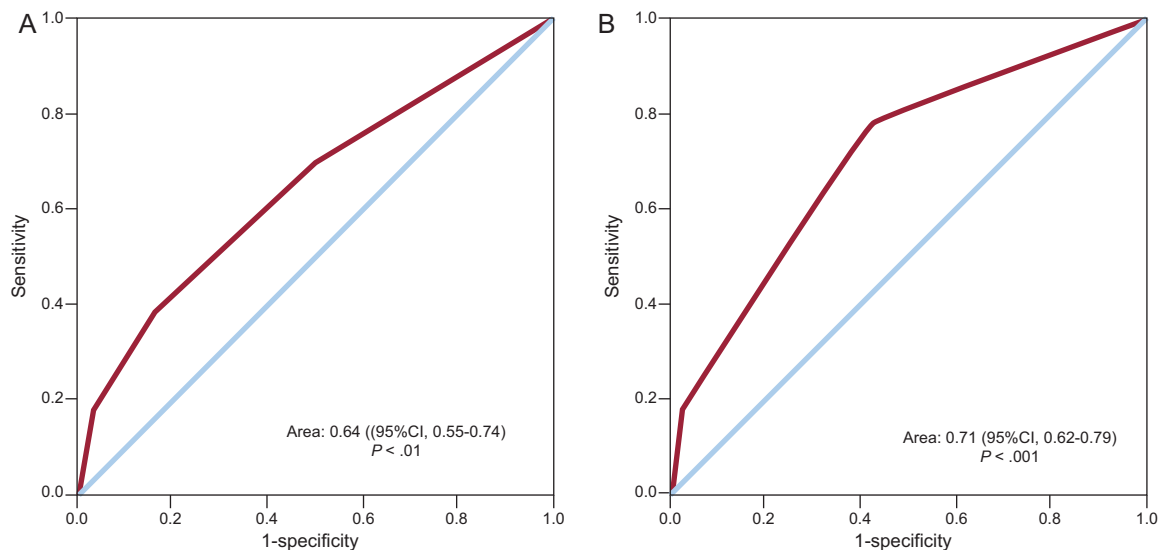 A
1.0
0.8
0.6
0.4
0.2
0.0
Sensitivity
Area: 0.64 ((95%CI, 0.55-0.74)
P < .01
0.0 0.2 0.4 0.6 0.8 1.0
1-specificity
B
1.0
0.8
0.6
0.4
0.2
0.0
Sensitivity
Area: 0.71 (95%CI, 0.62-0.79)
P < .001
0.0 0.2 0.4 0.6 0.8 1.0
1-specificity